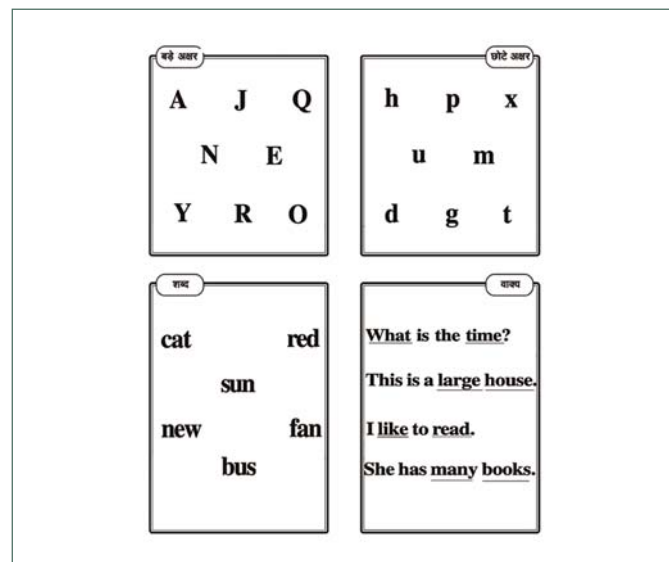 बड़े अक्षर
A J Q
N E
Y R O
छोटे अक्षर
h p x
u m
d g t
शब्द
cat red
sun
new fan
bus
वाक्य
What is the time?
This is a large house.
I like to read.
She has many books.